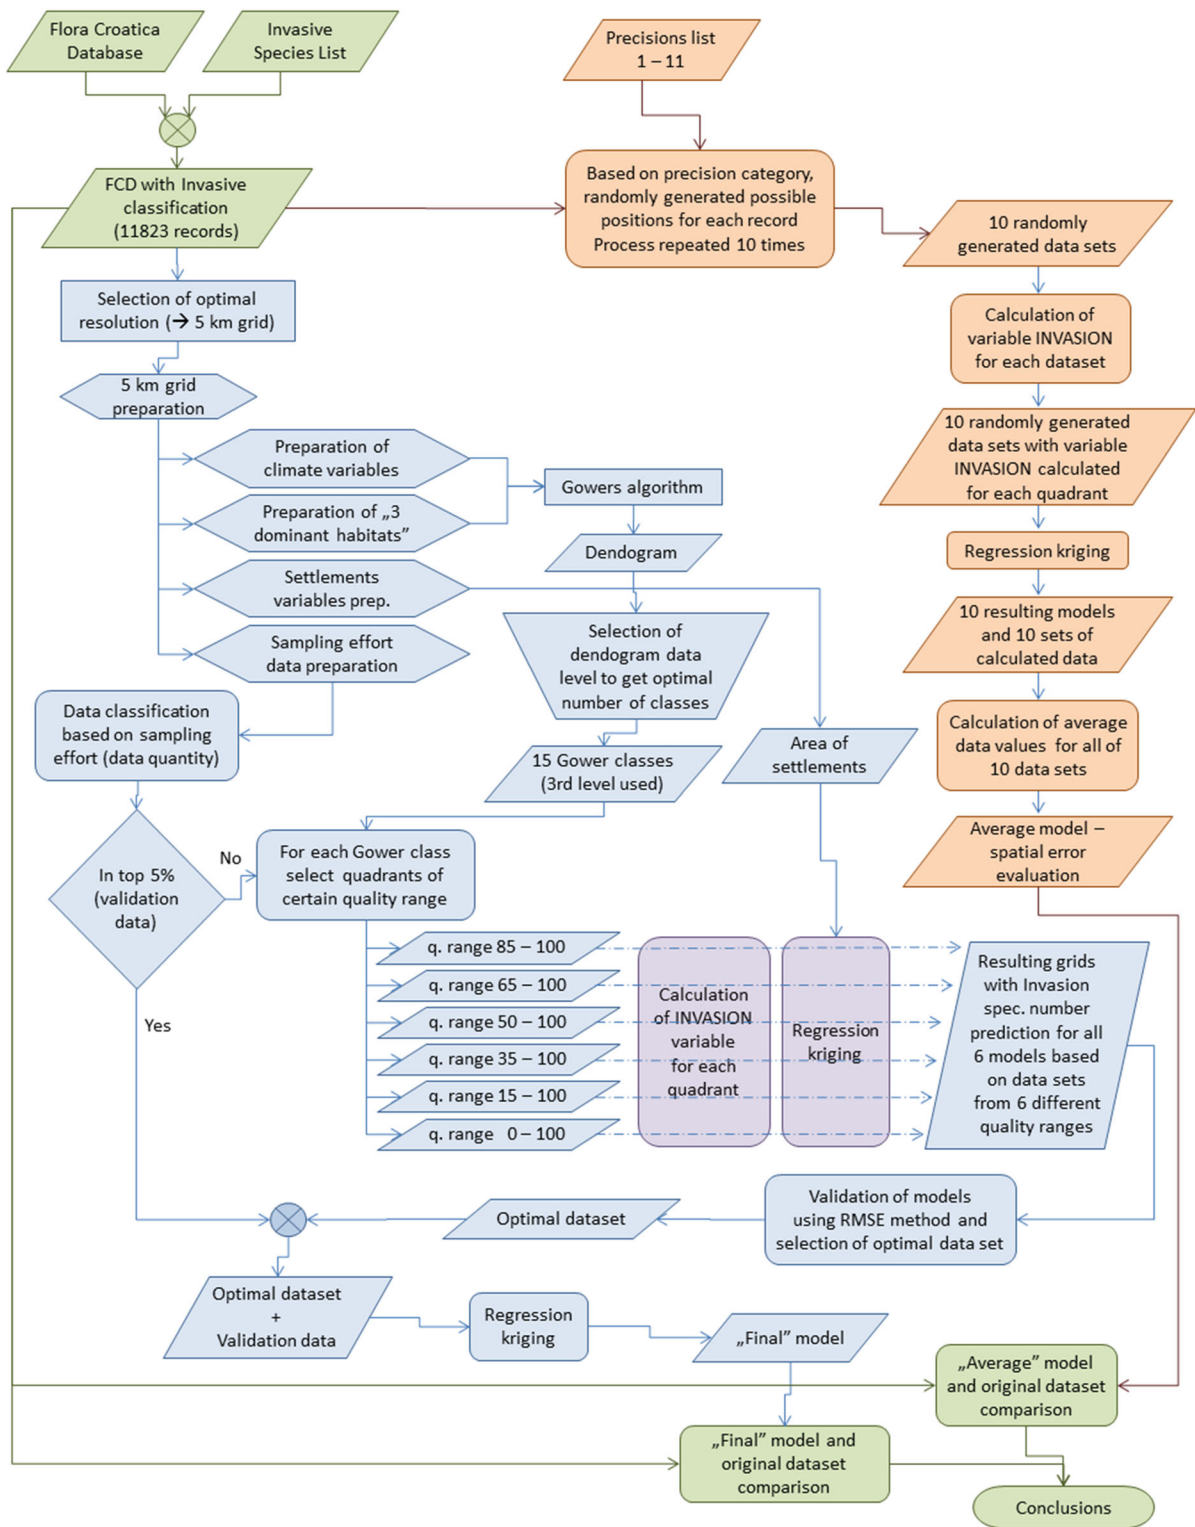 Flora Croatica
Database
Invasive
Species List
Precisions list
1 – 11
FCD with Invasive
classification
(11823 records)
Based on precision category,
randomly generated possible
positions for each record
Process repeated 10 times
10 randomly
generated data sets
Selection of optimal
resolution (→ 5 km grid)
Calculation of
variable INVASION
for each dataset
5 km grid
preparation
10 randomly generated
data sets with variable
INVASION calculated
for each quadrant
Preparation of
climate variables
Gowers algorithm
Preparation of „3
dominant habitats”
Dendogram
Regression kriging
Settlements
variables prep.
10 resulting models
and 10 sets of
calculated data
Sampling effort
data preparation
Selection of
dendogram data
level to get optimal
number of classes
Data classification
based on sampling
effort (data quantity)
Calculation of average
data values for all of
10 data sets
15 Gower classes
(3rd level used)
Area of
settlements
Average model –
spatial error
evaluation
In top 5%
(validation
data)
No
Yes
For each Gower class
select quadrants of
certain quality range
q. range 85 – 100
q. range 65 – 100
q. range 50 – 100
q. range 35 – 100
q. range 15 – 100
q. range 0 – 100
Calculation
of INVASION
variable
for each
quadrant
Regression
kriging
Resulting grids
with Invasion
spec. number
prediction for all
6 models based
on data sets
from 6 different
quality ranges
Validation of models
using RMSE method and
selection of optimal data set
Optimal dataset
Optimal dataset
+
Validation data
Regression
kriging
„Final” model
„Average” model
and original dataset
comparison
„Final” model and
original dataset
comparison
Conclusions